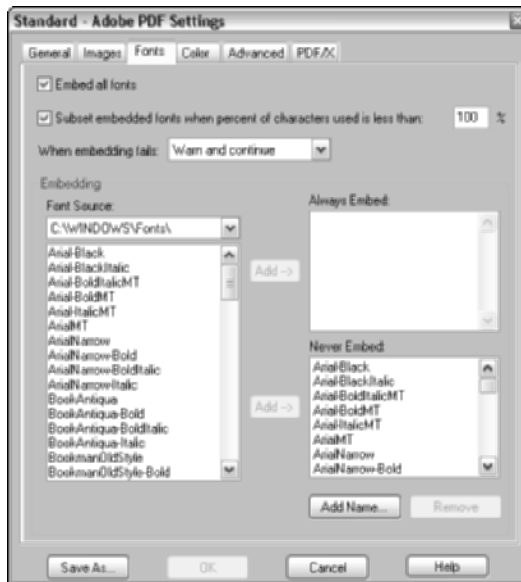 Standard - Adobe PDF Settings
General Images Fonts Color Advanced PDF/X
Embed all fonts
Subset embedded fonts when percent of characters used is less than: 100 %
When embedding fails: Warn and continue
Embedding
Font Source:
C:\WINDOWS\Fonts\
Arial-Black
Arial-BlackItalic
Arial-BoldItalicMT
Arial-BoldMT
Arial-ItalicMT
ArialMT
ArialNarrow
ArialNarrow-Bold
ArialNarrow-BoldItalic
ArialNarrow-Italic
BookAntiqua
BookAntiqua-Bold
BookAntiqua-BoldItalic
BookAntiqua-Italic
BookmanOldStyle
BookmanOldStyle-Bold
Add ->
Add ->
Always Embed:
Never Embed:
Arial-Black
Arial-BlackItalic
Arial-BoldItalicMT
Arial-BoldMT
Arial-ItalicMT
ArialMT
ArialNarrow
ArialNarrow-Bold
Add Name... Remove
Save As... OK Cancel Help